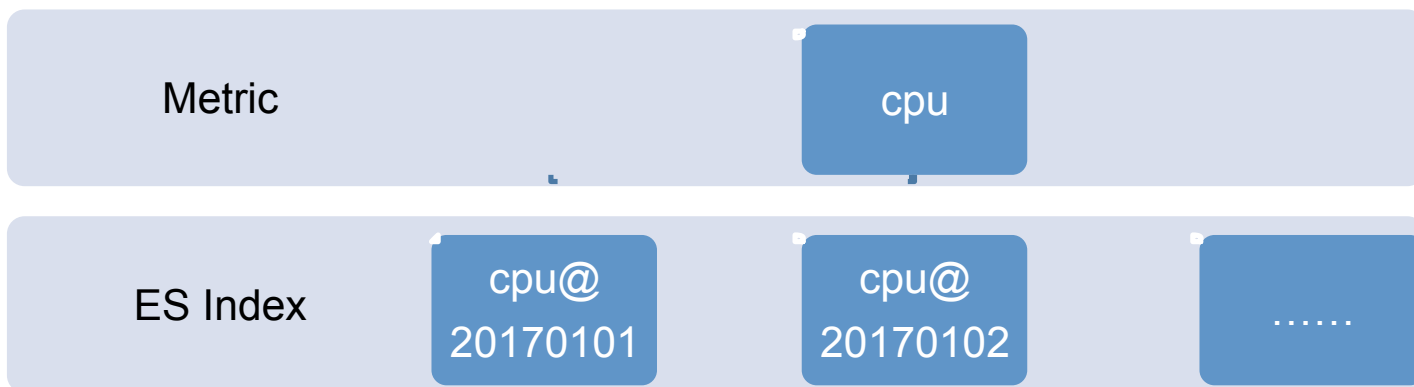 Metric
cpu
ES Index
cpu@
20170101
cpu@
20170102
……